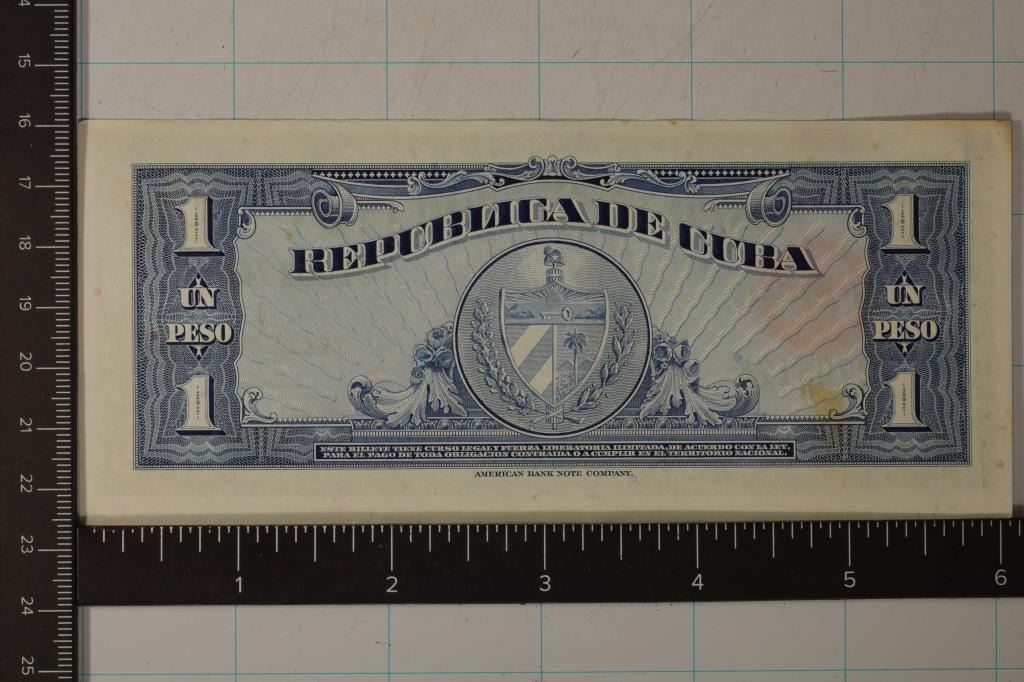 REPUBLICA DE CUBA
1
UN
PESO
1
1
UN
PESO
1
ESTE BILLETE TIENE CURSO LEGAL Y FUERZA LIBERATORIA ILIMITADA, DE ACUERDO CON LA LEY,
PARA EL PAGO DE TODA OBLIGACION CONTRAIDA O A CUMPLIR EN EL TERRITORIO NACIONAL.
AMERICAN BANK NOTE COMPANY.
1 2 3 4 5 6
14
15
16
17
18
19
20
21
22
23
24
25